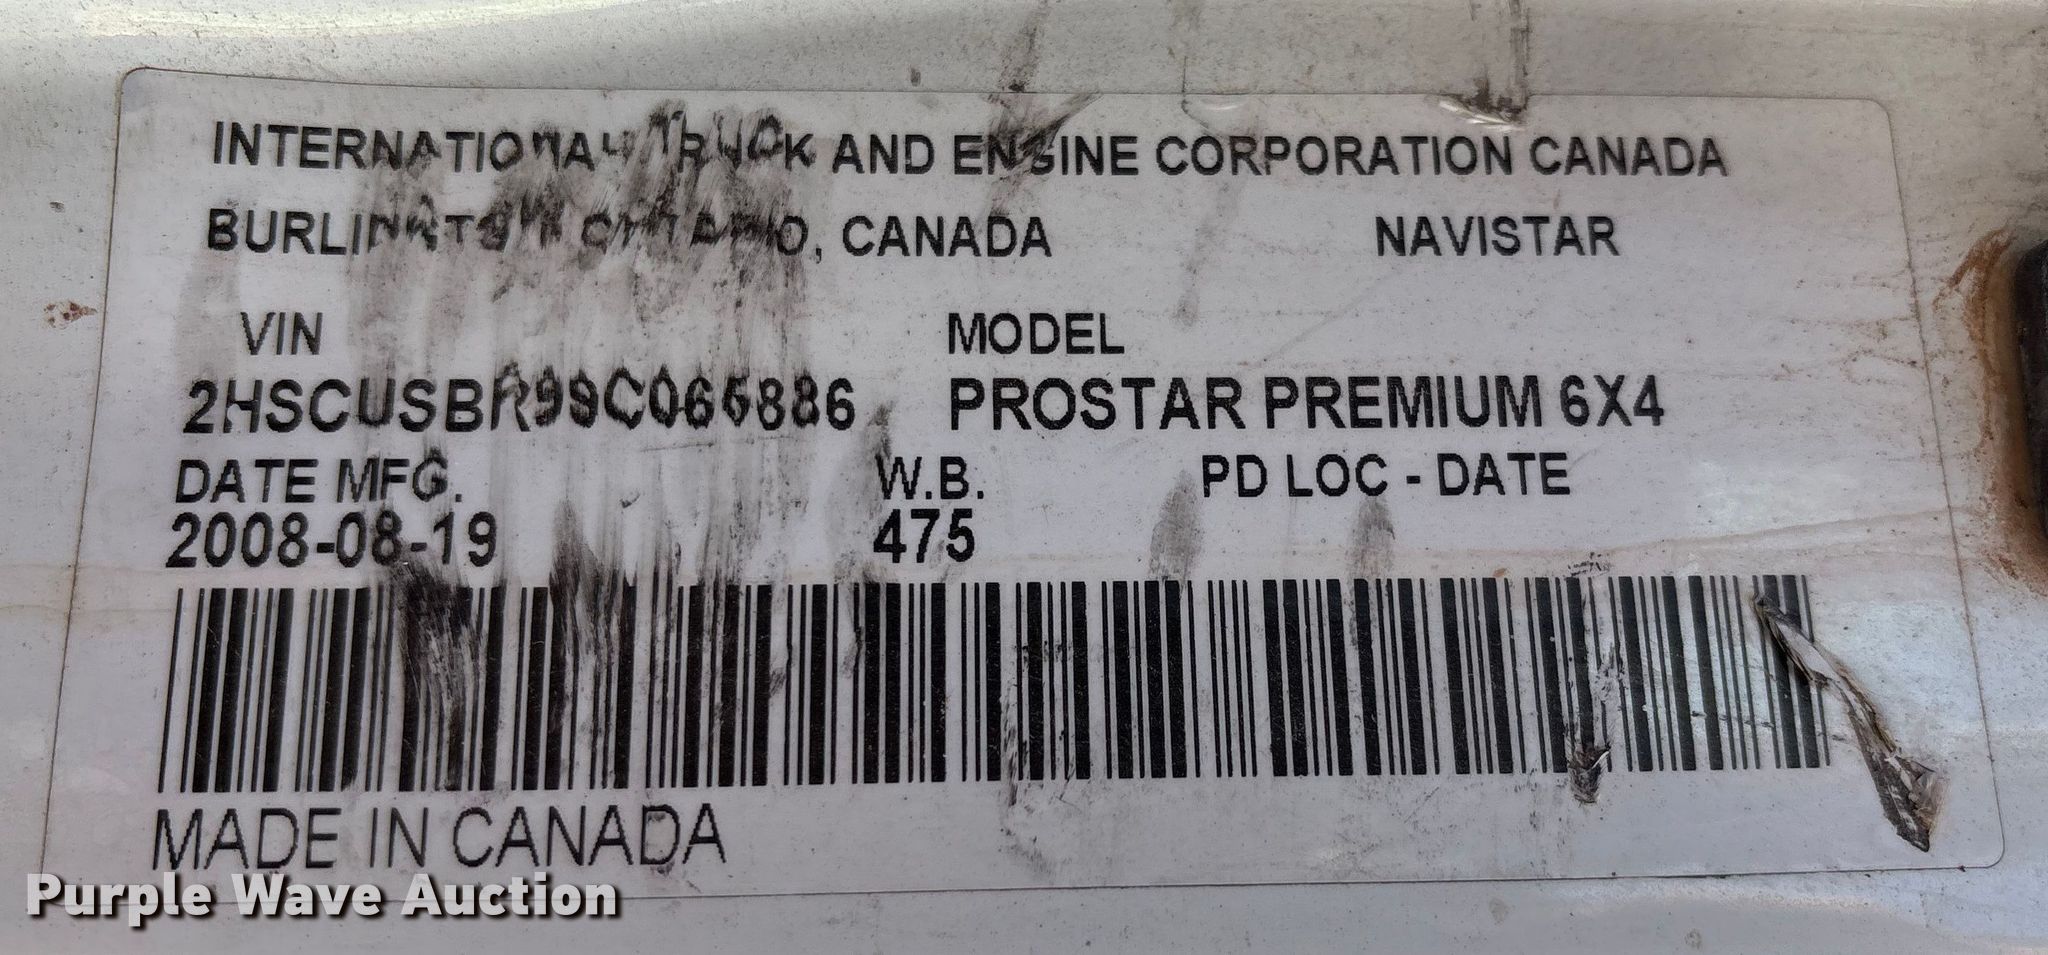 INTERNATIONAL TRUCK AND ENGINE CORPORATION CANADA
BURLINGTON ONTARIO, CANADA NAVISTAR
VIN MODEL
2HSCUSBR99C065886 PROSTAR PREMIUM 6X4
DATE MFG. W.B. PD LOC - DATE
2008-08-19 475
MADE IN CANADA
Purple Wave Auction